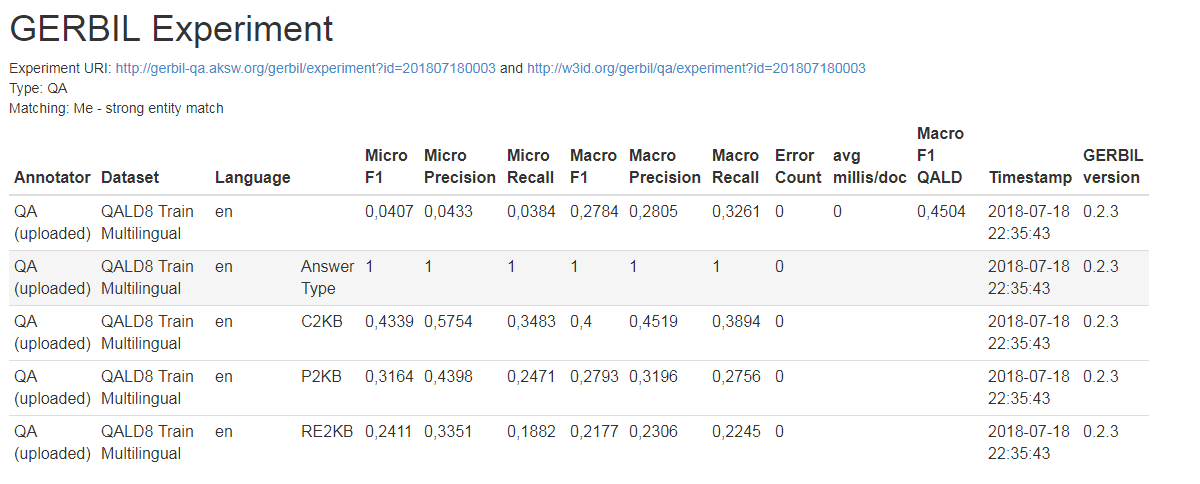 GERBIL Experiment
Experiment URI: http://gerbil-qa.aksw.org/gerbil/experiment?id=201807180003 and http://w3id.org/gerbil/qa/experiment?id=201807180003
Type: QA
Matching: Me - strong entity match
Annotator Dataset Language Micro F1 Micro Precision Micro Recall Macro F1 Macro Precision Macro Recall Error Count avg millis/doc Macro F1 QALD Timestamp GERBIL version
QA QALD8 Train en 0,0407 0,0433 0,0384 0,2784 0,2805 0,3261 0 0 0,4504 2018-07-18 0.2.3
(uploaded) Multilingual 22:35:43
QA QALD8 Train en Answer 1 1 1 1 1 1 0 2018-07-18 0.2.3
(uploaded) Multilingual Type 22:35:43
QA QALD8 Train en C2KB 0,4339 0,5754 0,3483 0,4 0,4519 0,3894 0 2018-07-18 0.2.3
(uploaded) Multilingual 22:35:43
QA QALD8 Train en P2KB 0,3164 0,4398 0,2471 0,2793 0,3196 0,2756 0 2018-07-18 0.2.3
(uploaded) Multilingual 22:35:43
QA QALD8 Train en RE2KB 0,2411 0,3351 0,1882 0,2177 0,2306 0,2245 0 2018-07-18 0.2.3
(uploaded) Multilingual 22:35:43